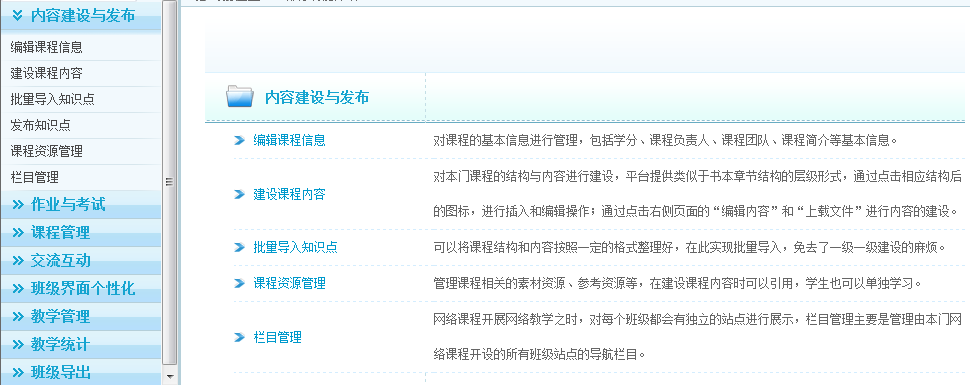 内容建设与发布
编辑课程信息
建设课程内容
批量导入知识点
发布知识点
课程资源管理
栏目管理
作业与考试
课程管理
交流互动
班级界面个性化
教学管理
教学统计
班级导出
内容建设与发布
编辑课程信息 对课程的基本信息进行管理，包括学分、课程负责人、课程团队、课程简介等基本信息。
建设课程内容 对本门课程的结构与内容进行建设，平台提供类似于书本章节结构的层级形式，通过点击相应结构后
的图标，进行插入和编辑操作；通过点击右侧页面的“编辑内容”和“上载文件”进行内容的建设。
批量导入知识点 可以将课程结构和内容按照一定的格式整理好，在此实现批量导入，免去了一级一级建设的麻烦。
课程资源管理 管理课程相关的素材资源、参考资源等，在建设课程内容时可以引用，学生也可以单独学习。
栏目管理 网络课程开展网络教学之时，对每个班级都会有独立的站点进行展示，栏目管理主要是管理由本门网
络课程开设的所有班级站点的导航栏目。